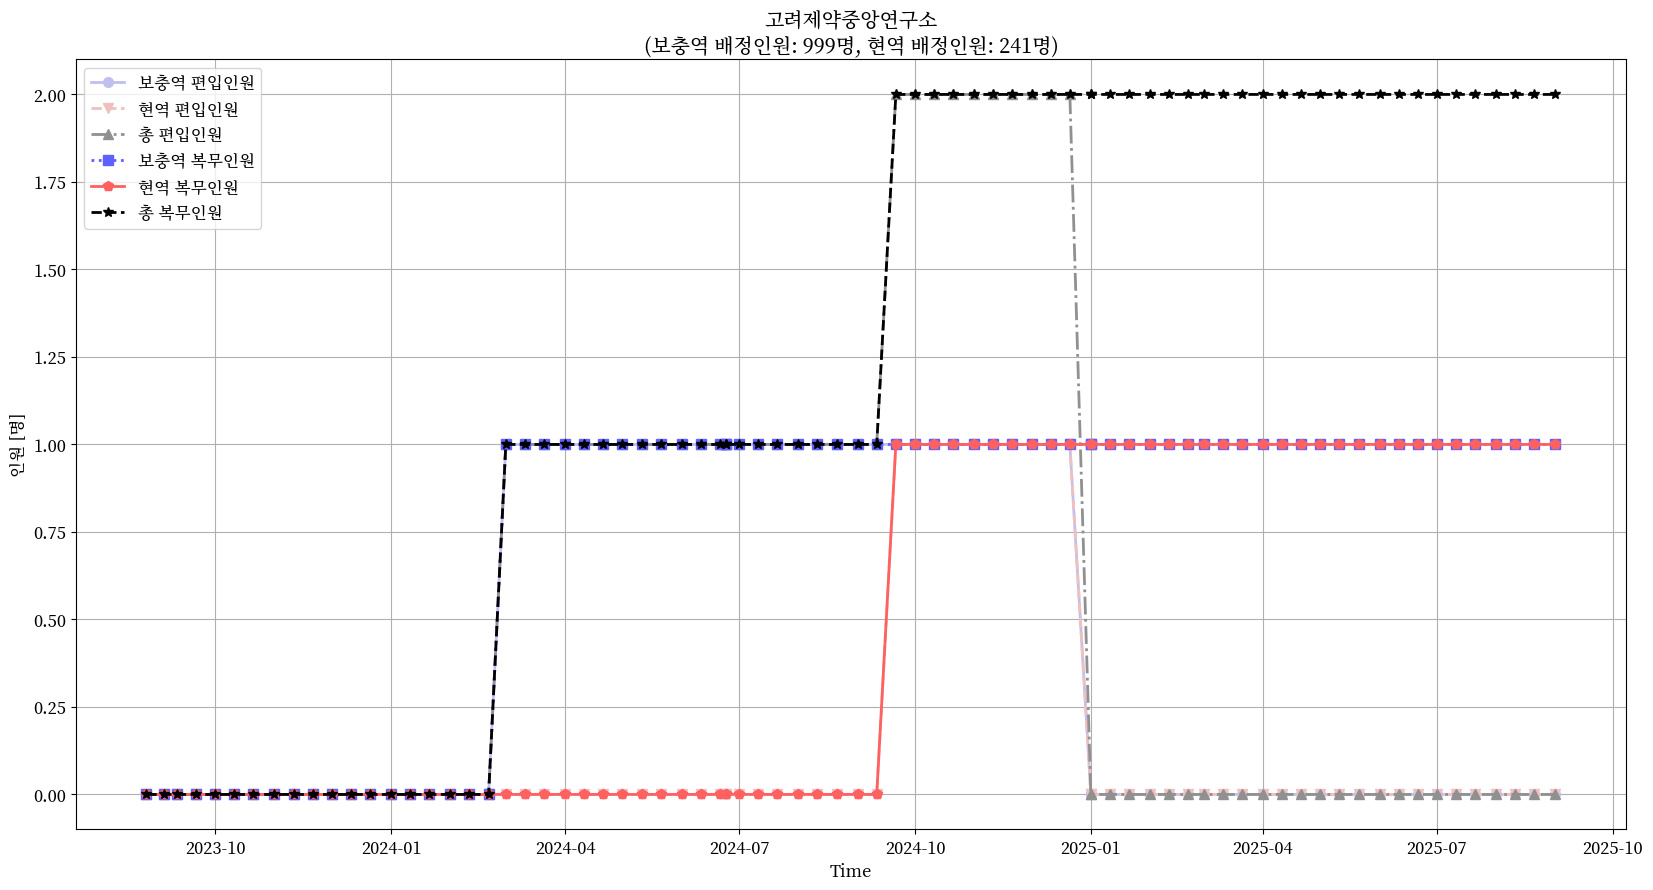 고려제약중앙연구소
(보충역 배정인원: 999명, 현역 배정인원: 241명)
보충역 편입인원
현역 편입인원
총 편입인원
보충역 복무인원
현역 복무인원
총 복무인원
2.00
1.75
1.50
1.25
1.00
0.75
0.50
0.25
0.00
인원 [명]
2023-10
2024-01
2024-04
2024-07
2024-10
2025-01
2025-04
2025-07
2025-10
Time